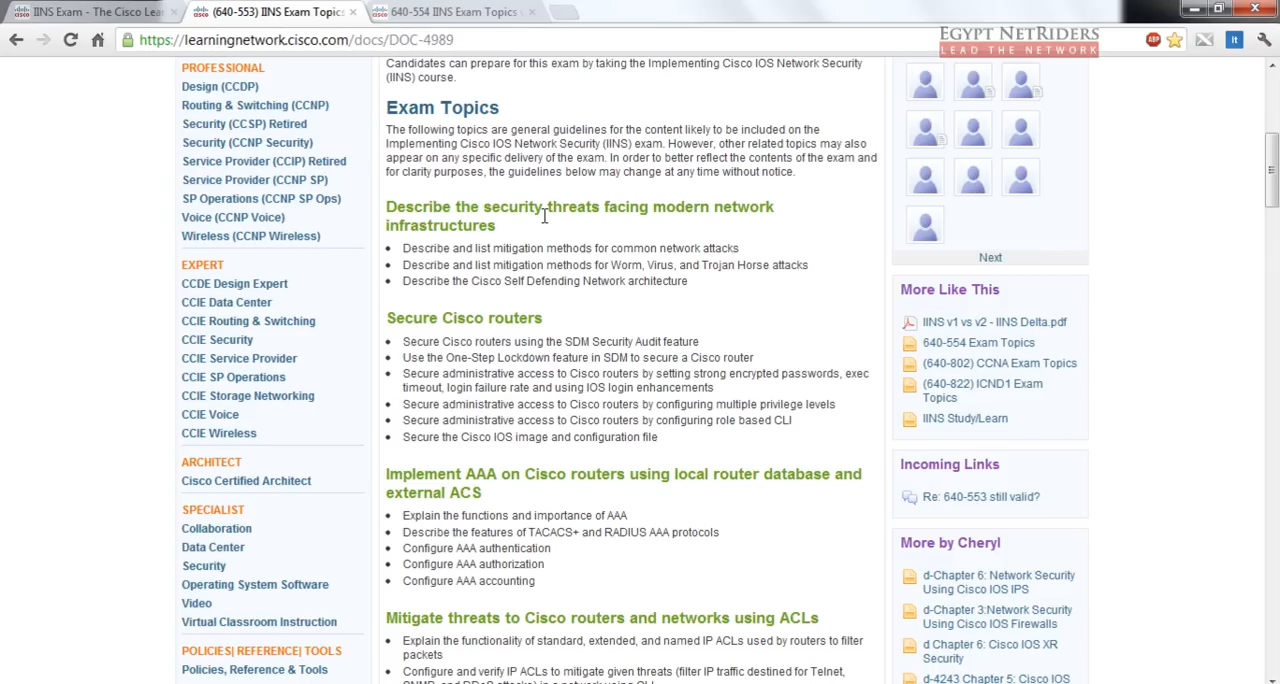 IINS Exam - The Cisco Lea
(640-553) IINS Exam Topics
640-554 IINS Exam Topics
https://learningnetwork.cisco.com/docs/DOC-4989
EGYPT NETRIDERS
LEAD THE NETWORK
ABP
It
PROFESSIONAL
Design (CCDP)
Routing & Switching (CCNP)
Security (CCSP) Retired
Security (CCNP Security)
Service Provider (CCIP) Retired
Service Provider (CCNP SP)
SP Operations (CCNP SP Ops)
Voice (CCNP Voice)
Wireless (CCNP Wireless)
EXPERT
CCDE Design Expert
CCIE Data Center
CCIE Routing & Switching
CCIE Security
CCIE Service Provider
CCIE SP Operations
CCIE Storage Networking
CCIE Voice
CCIE Wireless
ARCHITECT
Cisco Certified Architect
SPECIALIST
Collaboration
Data Center
Security
Operating System Software
Video
Virtual Classroom Instruction
POLICIES| REFERENCE| TOOLS
Policies, Reference & Tools
Candidates can prepare for this exam by taking the Implementing Cisco IOS Network Security
(IINS) course.
Exam Topics
The following topics are general guidelines for the content likely to be included on the
Implementing Cisco IOS Network Security (IINS) exam. However, other related topics may also
appear on any specific delivery of the exam. In order to better reflect the contents of the exam and
for clarity purposes, the guidelines below may change at any time without notice.
Describe the security threats facing modern network
infrastructures
• Describe and list mitigation methods for common network attacks
• Describe and list mitigation methods for Worm, Virus, and Trojan Horse attacks
• Describe the Cisco Self Defending Network architecture
Secure Cisco routers
• Secure Cisco routers using the SDM Security Audit feature
• Use the One-Step Lockdown feature in SDM to secure a Cisco router
• Secure administrative access to Cisco routers by setting strong encrypted passwords, exec
timeout, login failure rate and using IOS login enhancements
• Secure administrative access to Cisco routers by configuring multiple privilege levels
• Secure administrative access to Cisco routers by configuring role based CLI
• Secure the Cisco IOS image and configuration file
Implement AAA on Cisco routers using local router database and
external ACS
• Explain the functions and importance of AAA
• Describe the features of TACACS+ and RADIUS AAA protocols
• Configure AAA authentication
• Configure AAA authorization
• Configure AAA accounting
Mitigate threats to Cisco routers and networks using ACLs
• Explain the functionality of standard, extended, and named IP ACLs used by routers to filter
packets
• Configure and verify IP ACLs to mitigate given threats (filter IP traffic destined for Telnet,
Next
More Like This
IINS v1 vs v2 - IINS Delta.pdf
640-554 Exam Topics
(640-802) CCNA Exam Topics
(640-822) ICND1 Exam
Topics
IINS Study/Learn
Incoming Links
Re: 640-553 still valid?
More by Cheryl
d-Chapter 6: Network Security
Using Cisco IOS IPS
d-Chapter 3:Network Security
Using Cisco IOS Firewalls
d Chapter 6: Cisco IOS XR
Security
d-4243 Chapter 5: Cisco IOS